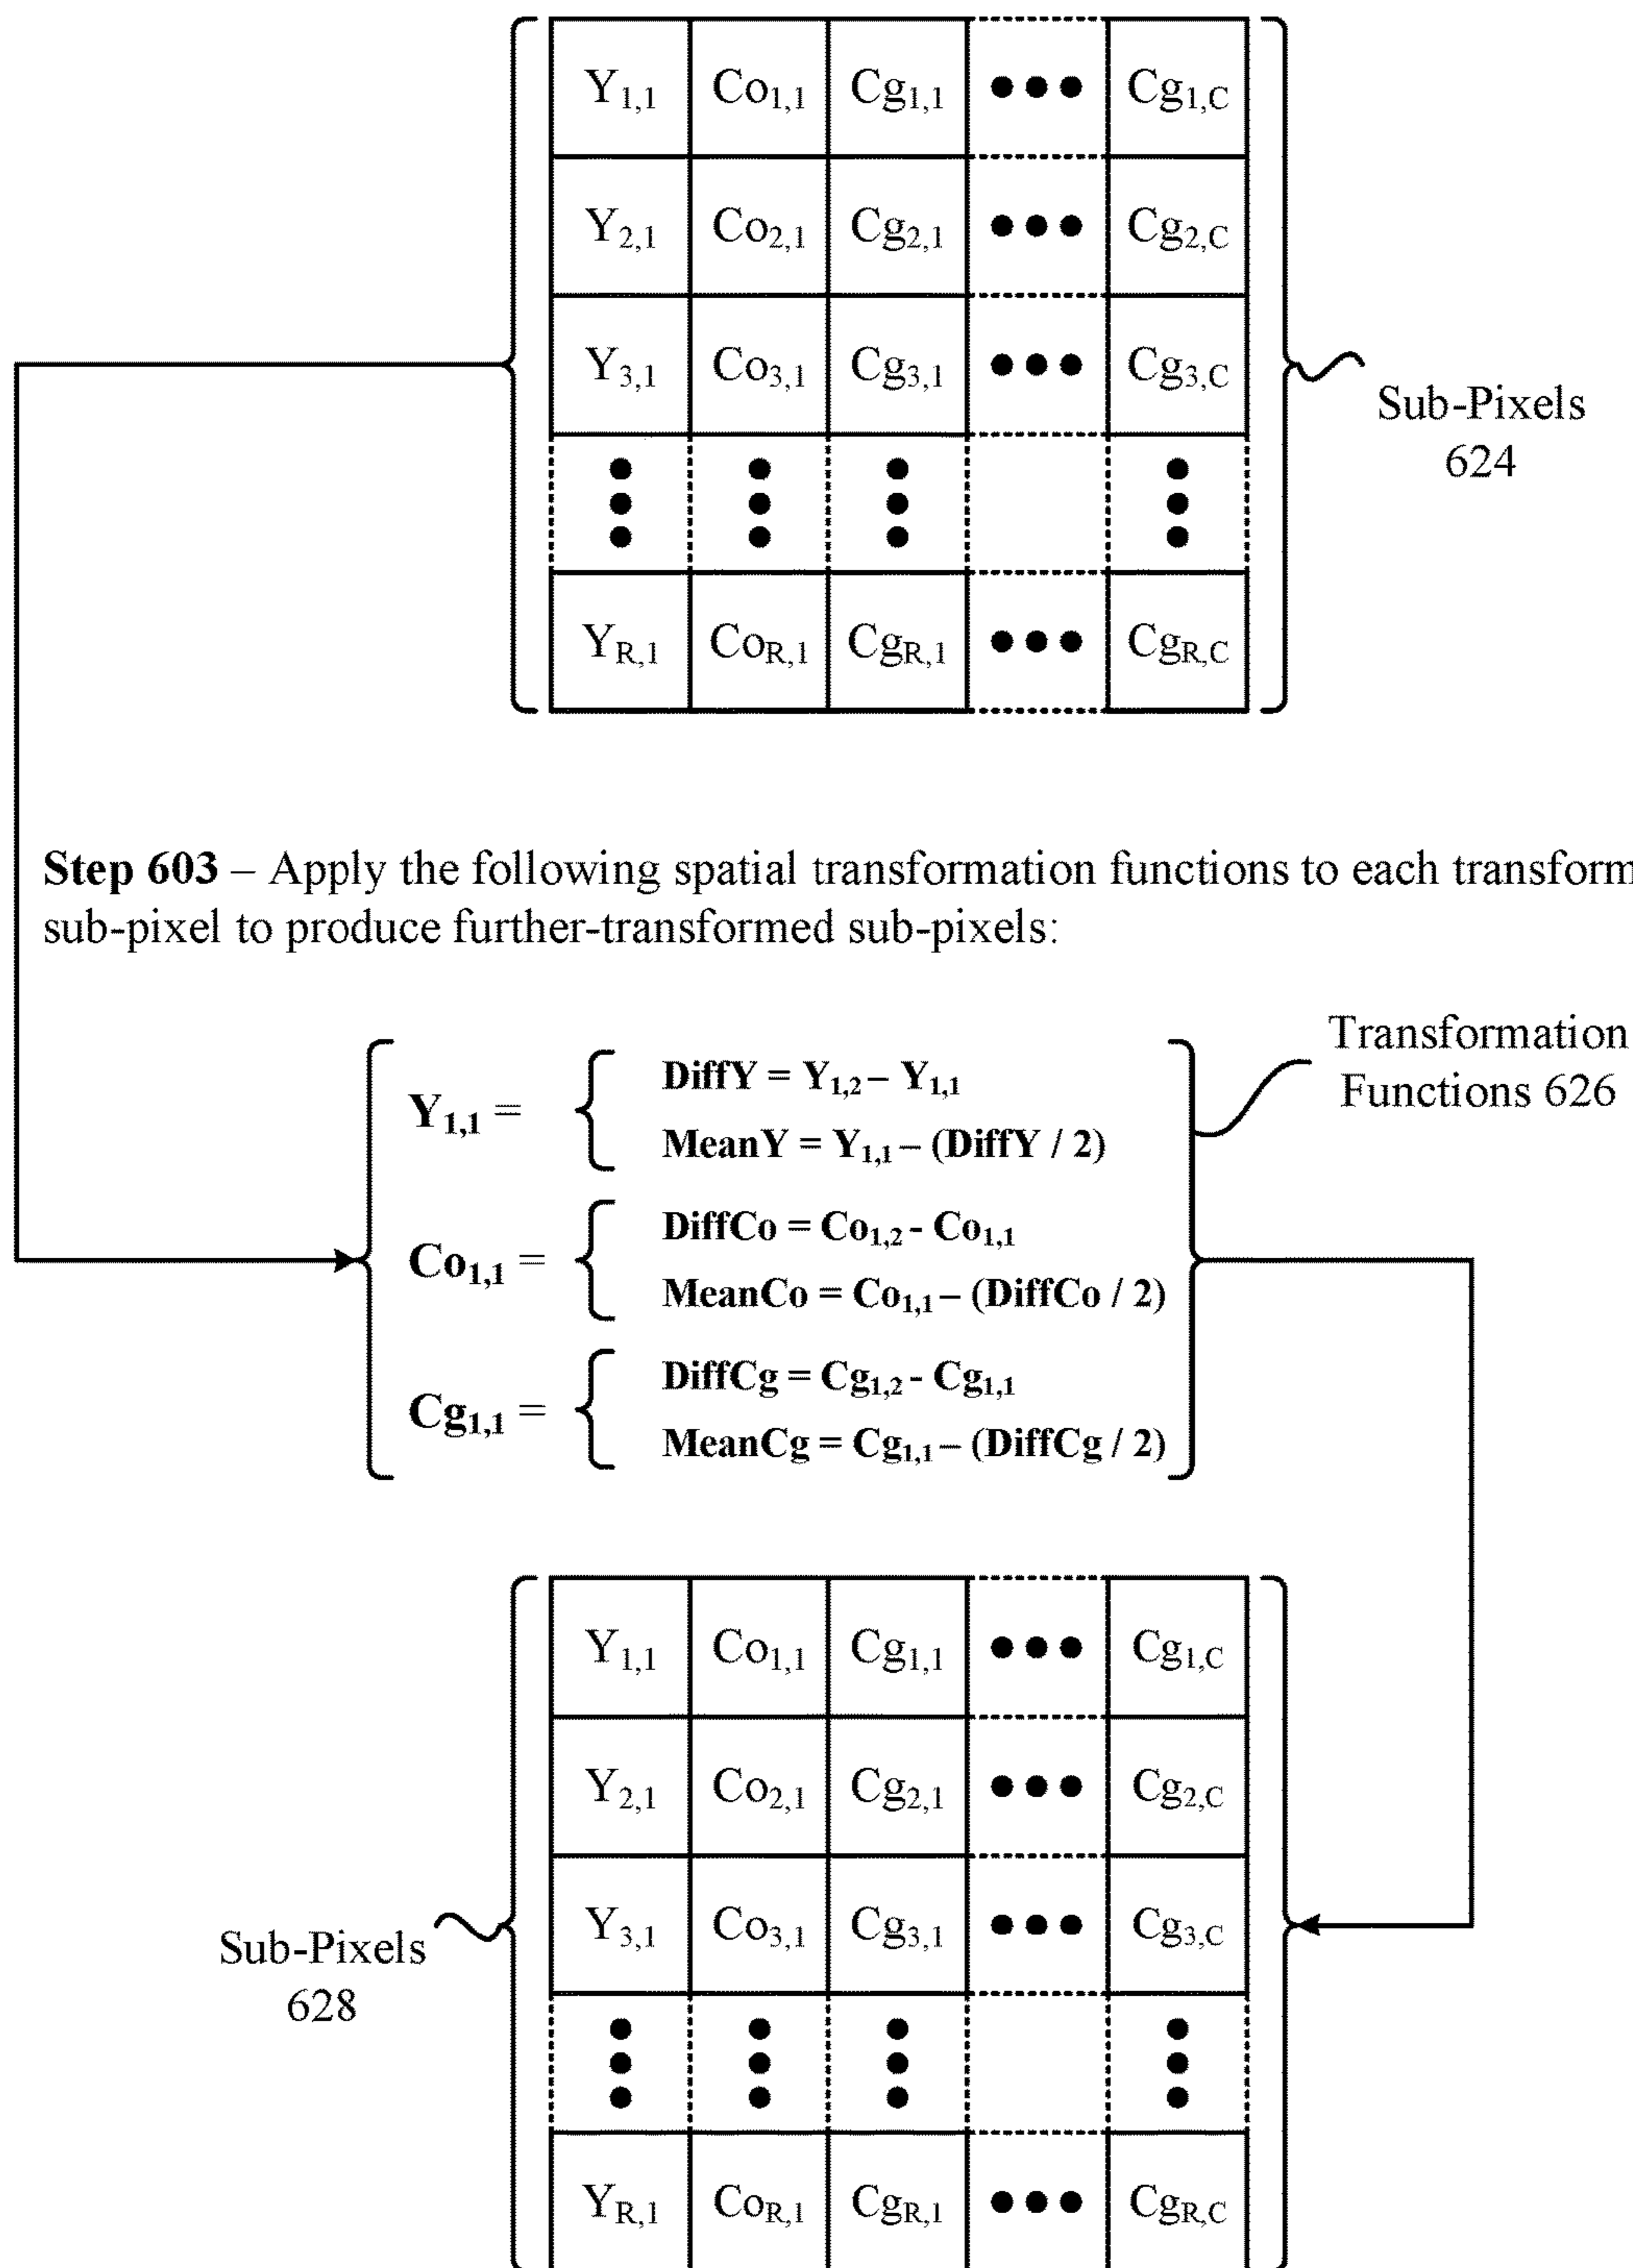 Y1,1 Co1,1 Cg1,1 ●●● Cg1,C
Y2,1 Co2,1 Cg2,1 ●●● Cg2,C
Y3,1 Co3,1 Cg3,1 ●●● Cg3,C
Sub-Pixels
624
YR,1 CoR,1 CgR,1 ●●● CgR,C
Step 603 – Apply the following spatial transformation functions to each transform
sub-pixel to produce further-transformed sub-pixels:
Transformation
Functions 626
Y1,1 =
DiffY = Y1,2 – Y1,1
MeanY = Y1,1 – (DiffY / 2)
Co1,1 =
DiffCo = Co1,2 - Co1,1
MeanCo = Co1,1 – (DiffCo / 2)
Cg1,1 =
DiffCg = Cg1,2 - Cg1,1
MeanCg = Cg1,1 – (DiffCg / 2)
Y1,1 Co1,1 Cg1,1 ●●● Cg1,C
Y2,1 Co2,1 Cg2,1 ●●● Cg2,C
Y3,1 Co3,1 Cg3,1 ●●● Cg3,C
Sub-Pixels
628
YR,1 CoR,1 CgR,1 ●●● CgR,C